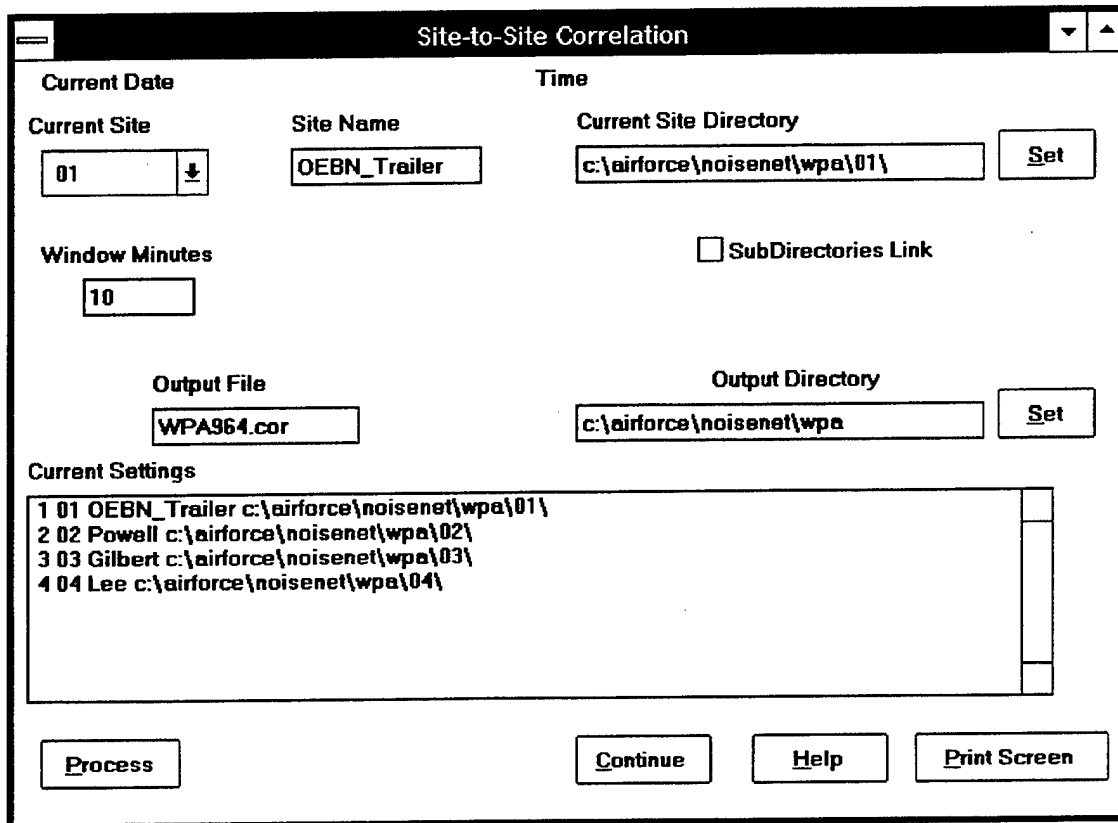 Site-to-Site Correlation
Current Date
Time
Current Site
Site Name
Current Site Directory
01
OEBN_Trailer
c:\airforce\noisenet\wpa\01\
Set
Window Minutes
SubDirectories Link
10
Output File
Output Directory
WPA964.cor
c:\airforce\noisenet\wpa
Set
Current Settings
1 01 OEBN_Trailer c:\airforce\noisenet\wpa\01\
2 02 Powell c:\airforce\noisenet\wpa\02\
3 03 Gilbert c:\airforce\noisenet\wpa\03\
4 04 Lee c:\airforce\noisenet\wpa\04\
Process
Continue
Help
Print Screen